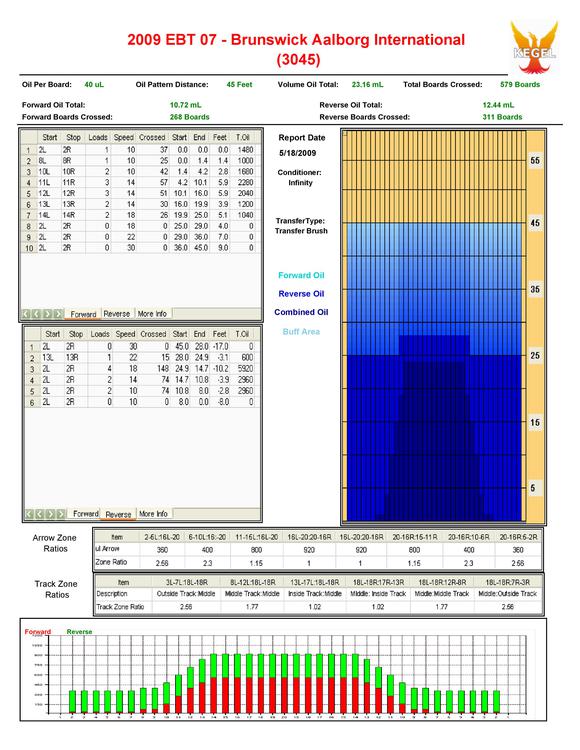 2009 EBT 07 - Brunswick Aalborg International
(3045)
KEGEL
Oil Per Board: 40 uL Oil Pattern Distance: 45 Feet Volume Oil Total: 23.16 mL Total Boards Crossed: 579 Boards
Forward Oil Total: 10.72 mL Reverse Oil Total: 12.44 mL
Forward Boards Crossed: 268 Boards Reverse Boards Crossed: 311 Boards
Start Stop Loads Speed Crossed Start End Feet T.Oil
1 2L 2R 1 10 37 0.0 0.0 0.0 1480
2 8L 8R 1 10 25 0.0 1.4 1.4 1000
3 10L 10R 2 10 42 1.4 4.2 2.8 1680
4 11L 11R 3 14 57 4.2 10.1 5.9 2280
5 12L 12R 3 14 51 10.1 16.0 5.9 2040
6 13L 13R 2 14 30 16.0 19.9 3.9 1200
7 14L 14R 2 18 26 19.9 25.0 5.1 1040
8 2L 2R 0 18 0 25.0 29.0 4.0 0
9 2L 2R 0 22 0 29.0 36.0 7.0 0
10 2L 2R 0 30 0 36.0 45.0 9.0 0
Forward Reverse More Info
Start Stop Loads Speed Crossed Start End Feet T.Oil
1 2L 2R 0 30 0 45.0 28.0 -17.0 0
2 13L 13R 1 22 15 28.0 24.9 -3.1 600
3 2L 2R 4 18 148 24.9 14.7 -10.2 5920
4 2L 2R 2 14 74 14.7 10.8 -3.9 2960
5 2L 2R 2 10 74 10.8 8.0 -2.8 2960
6 2L 2R 0 10 0 8.0 0.0 -8.0 0
Forward Reverse More Info
Report Date
5/18/2009
Conditioner:
Infinity
TransferType:
Transfer Brush
Forward Oil
Reverse Oil
Combined Oil
Buff Area
55
45
35
25
15
5
Arrow Zone
Ratios
Item 2-5L:16L-20 6-10L:16-20 11-15L:16L-20 16L-20:20-16R 16L-20:20-16R 20-16R:15-11R 20-16R:10-6R 20-16R:5-2R
ul Arrow 360 400 800 920 920 800 400 360
Zone Ratio 2.56 2.3 1.15 1 1 1.15 2.3 2.56
Track Zone
Ratios
Item 3L-7L:18L-18R 8L-12L:18L-18R 13L-17L:18L-18R 18L-18R:17R-13R 18L-18R:12R-8R 18L-18R:7R-3R
Description Outside Track:Middle Middle Track:Middle Inside Track:Middle Middle: Inside Track Middle:Middle Track Middle:Outside Track
Track Zone Ratio 2.56 1.77 1.02 1.02 1.77 2.56
Forward Reverse